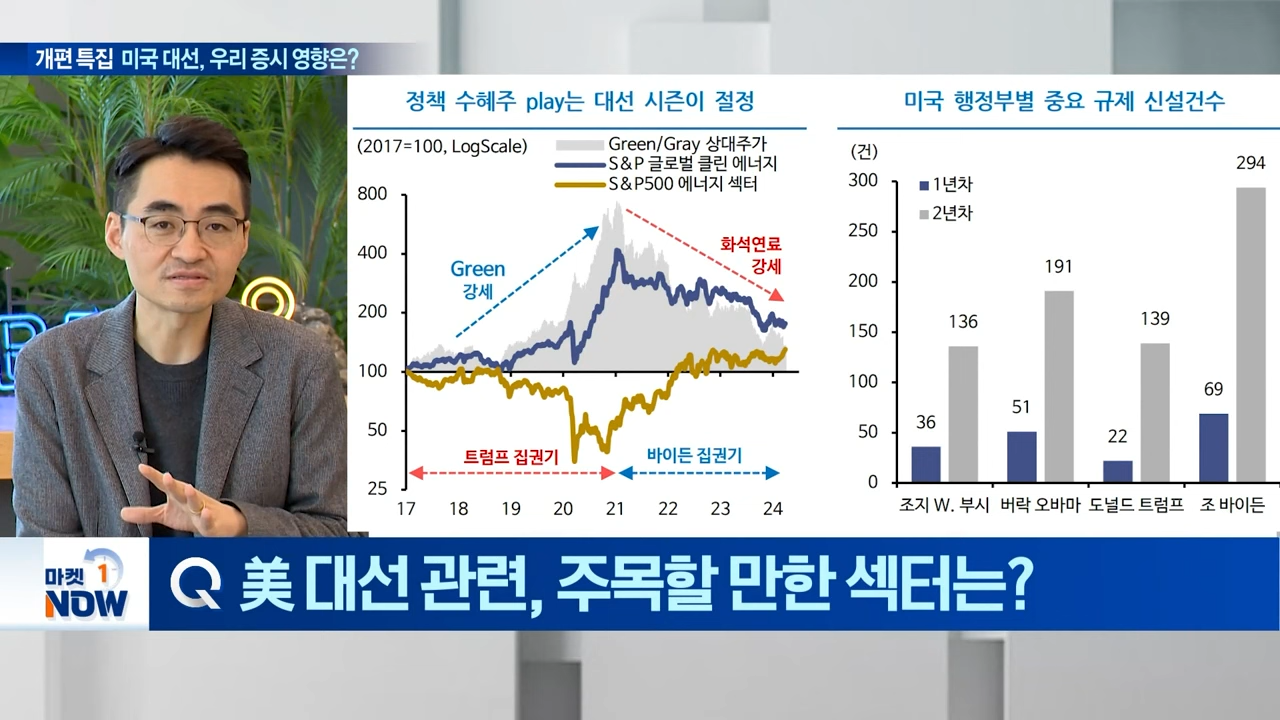 개편 특집 미국 대선, 우리 증시 영향은?
정책 수혜주 play는 대선 시즌이 절정
(2017=100, LogScale)
Green/Gray 상대주가
S&P 글로벌 클린 에너지
S&P500 에너지 섹터
800
400
200
100
50
25
Green
강세
화석연료
강세
트럼프 집권기
바이든 집권기
17 18 19 20 21 22 23 24
미국 행정부별 중요 규제 신설건수
(건)
1년차
2년차
300
250
200
150
100
50
0
36 136 51 191 22 139 69 294
조지 W. 부시 버락 오바마 도널드 트럼프 조 바이든
마켓 1
NOW
Q 美 대선 관련, 주목할 만한 섹터는?